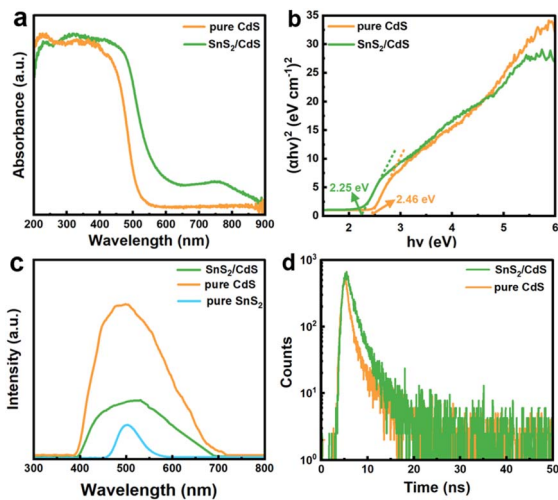 a
pure CdS
SnS₂/CdS
Absorbance (a.u.)
200 300 400 500 600 700 800 900
Wavelength (nm)
b
pure CdS
SnS₂/CdS
(αhv)² (eV cm⁻¹)²
35
30
25
20
15
10
5
0
2.25 eV
2.46 eV
2 3 4 5 6
hv (eV)
c
SnS₂/CdS
pure CdS
pure SnS₂
Intensity (a.u.)
300 400 500 600 700 800
Wavelength (nm)
d
SnS₂/CdS
pure CdS
Counts
10³
10²
10¹
10⁰
0 10 20 30 40 50
Time (ns)